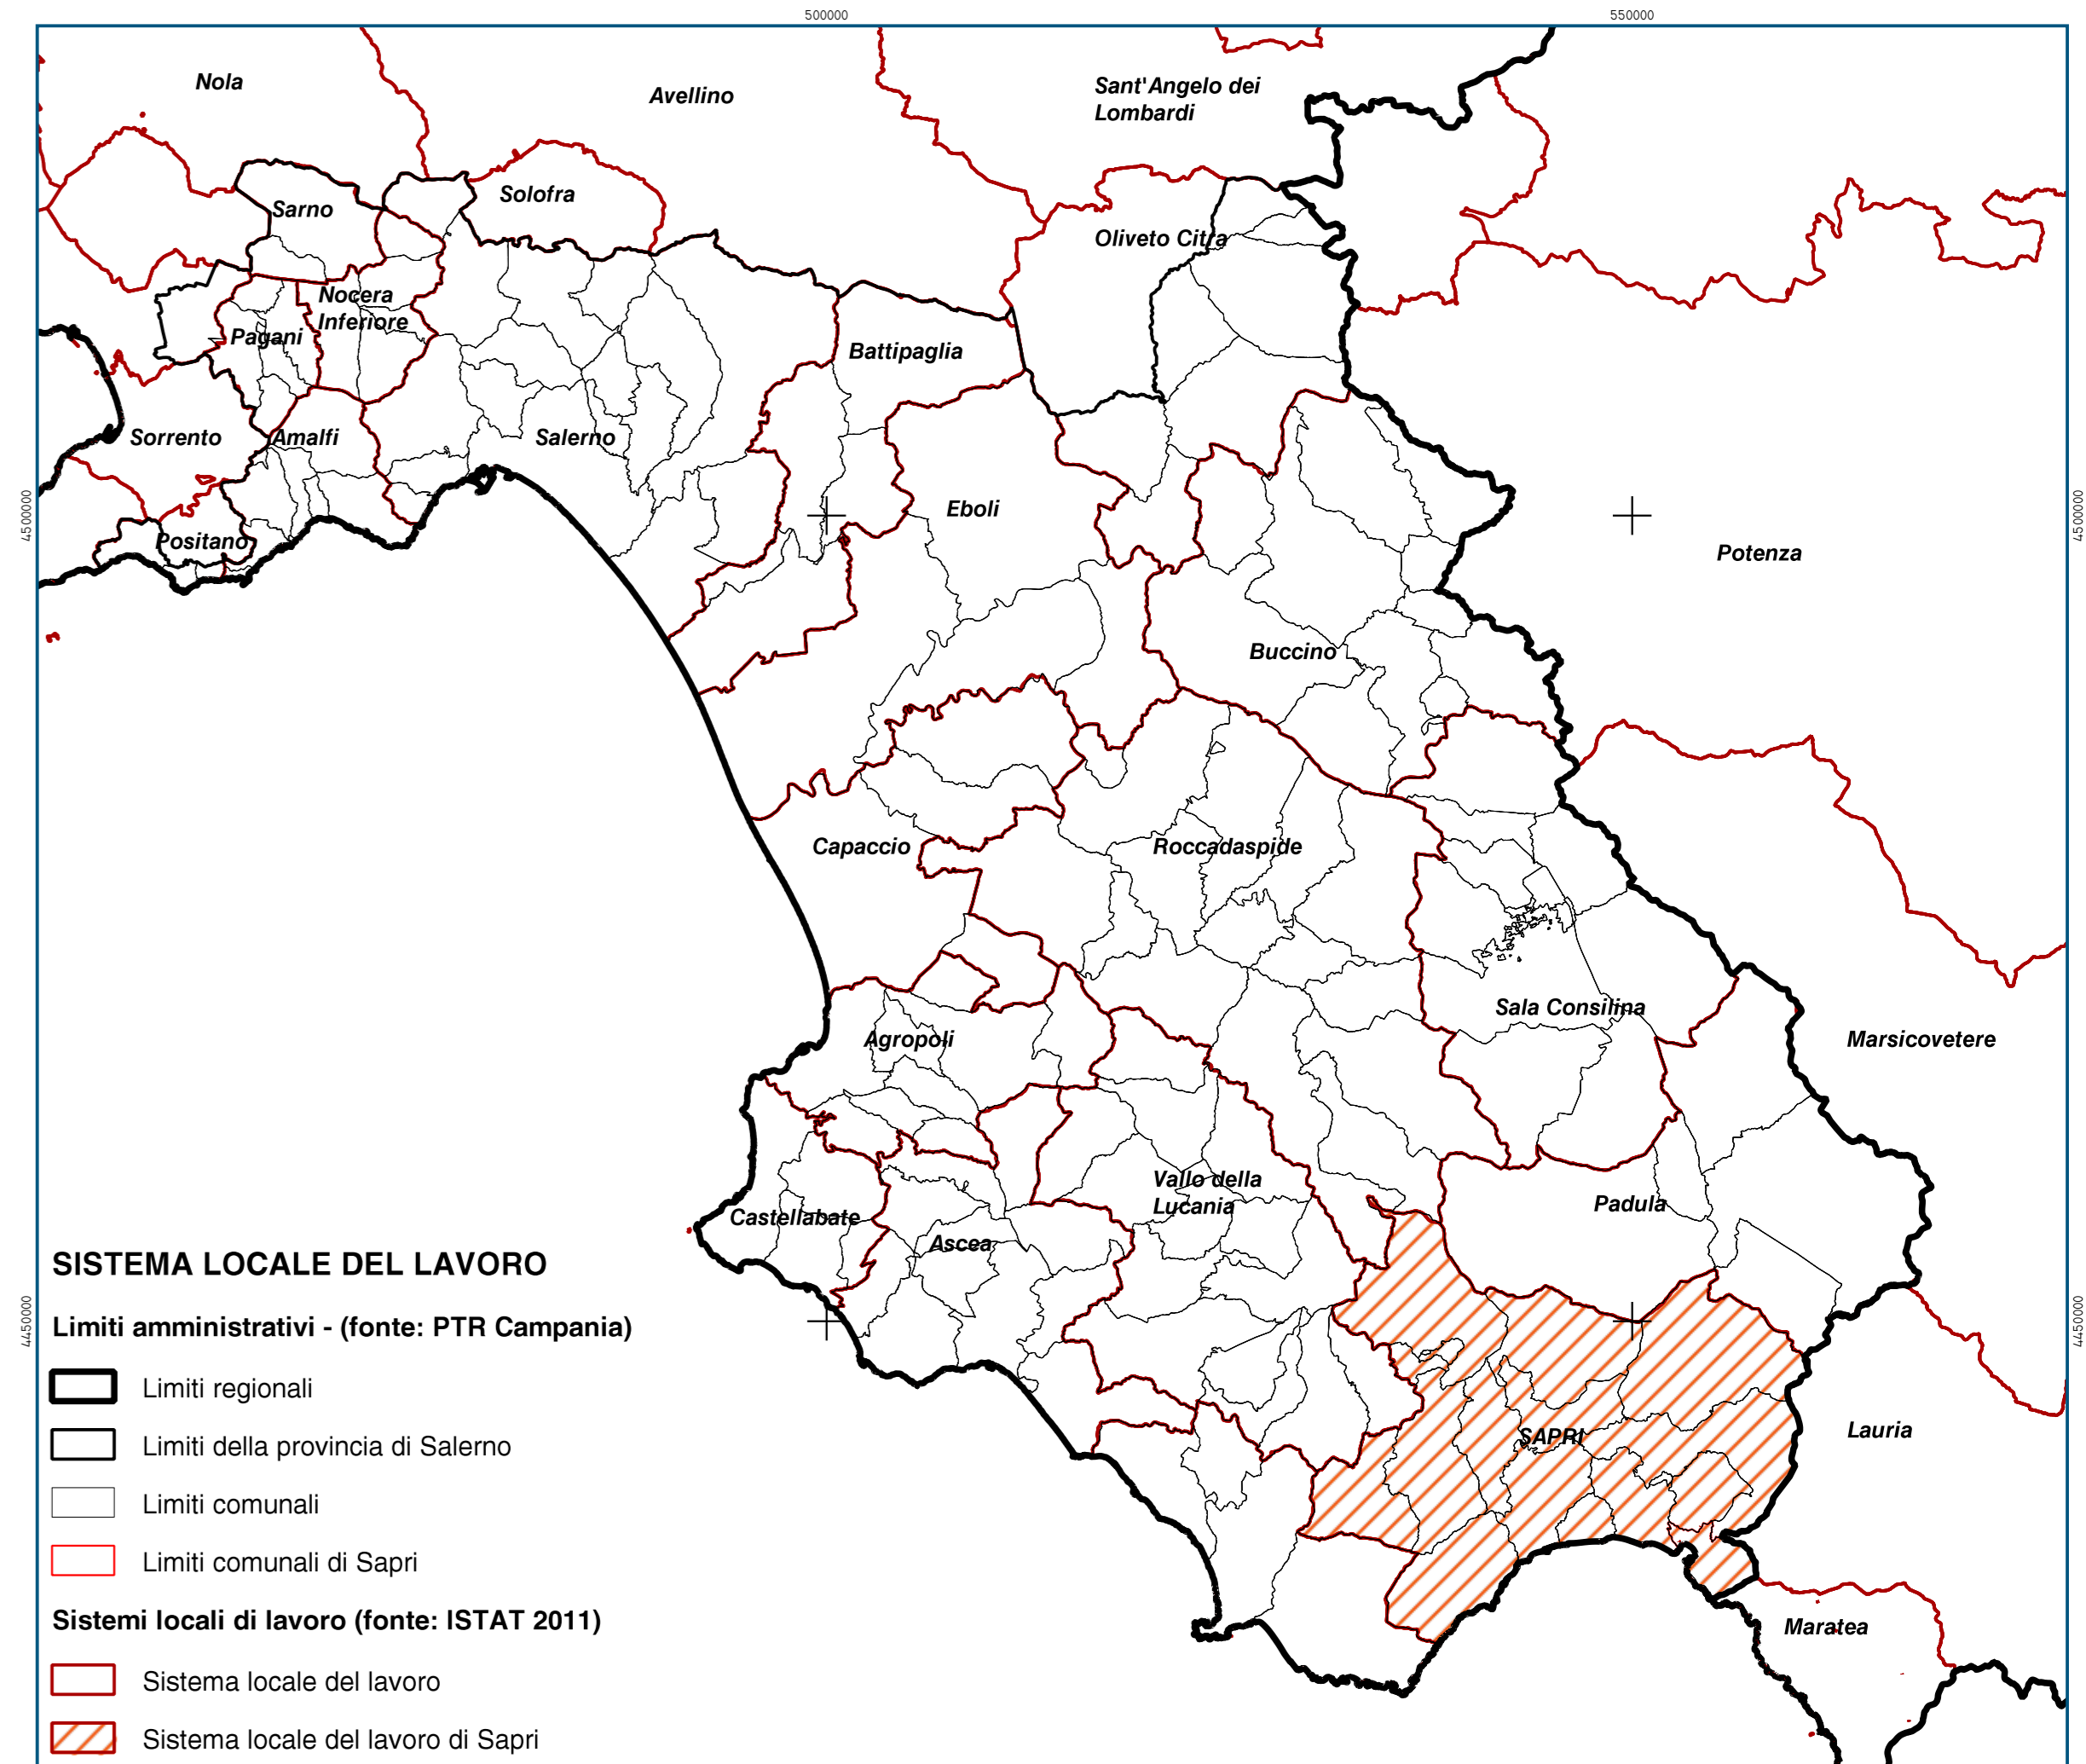 500000
550000
Nola
Avellino
Sant'Angelo dei
Lombardi
Solofra
Sarno
Oliveto Citra
Nocera
Inferiore
Pagani
Battipaglia
Sorrento
Amalfi
Salerno
4500000
4500000
Eboli
Positano
Potenza
Buccino
Capaccio
Roccadaspide
Sala Consilina
Agropoli
Marsicovetere
Vallo della
Lucania
Padula
Castellabate
Ascea
4450000
4450000
SAPRI
Lauria
Maratea
SISTEMA LOCALE DEL LAVORO
Limiti amministrativi - (fonte: PTR Campania)
Limiti regionali
Limiti della provincia di Salerno
Limiti comunali
Limiti comunali di Sapri
Sistemi locali di lavoro (fonte: ISTAT 2011)
Sistema locale del lavoro
Sistema locale del lavoro di Sapri